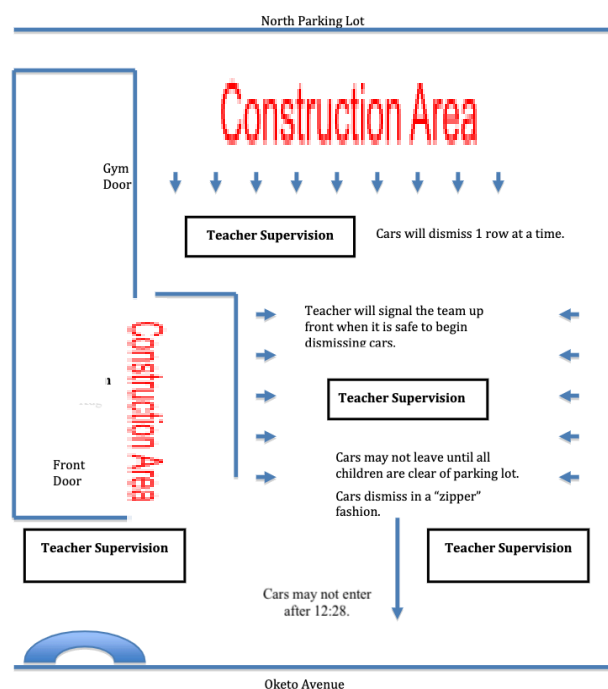 North Parking Lot
Construction Area
Gym
Door
Teacher Supervision
Cars will dismiss 1 row at a time.
Teacher will signal the team up
front when it is safe to begin
dismissing cars.
Construction Area
Teacher Supervision
Front
Door
Cars may not leave until all
children are clear of parking lot.
Cars dismiss in a “zipper”
fashion.
Teacher Supervision
Teacher Supervision
Cars may not enter
after 12:28.
Oketo Avenue